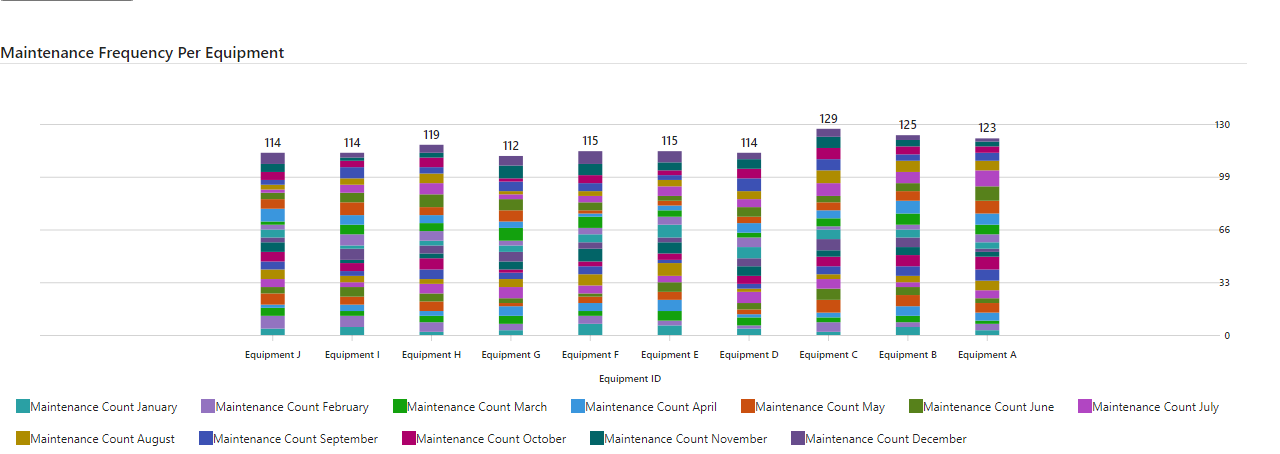 Maintenance Frequency Per Equipment
114 114 119 112 115 115 114 129 125 123
130
99
66
33
0
Equipment J Equipment I Equipment H Equipment G Equipment F Equipment E Equipment D Equipment C Equipment B Equipment A
Equipment ID
Maintenance Count January Maintenance Count February Maintenance Count March Maintenance Count April Maintenance Count May Maintenance Count June Maintenance Count July
Maintenance Count August Maintenance Count September Maintenance Count October Maintenance Count November Maintenance Count December